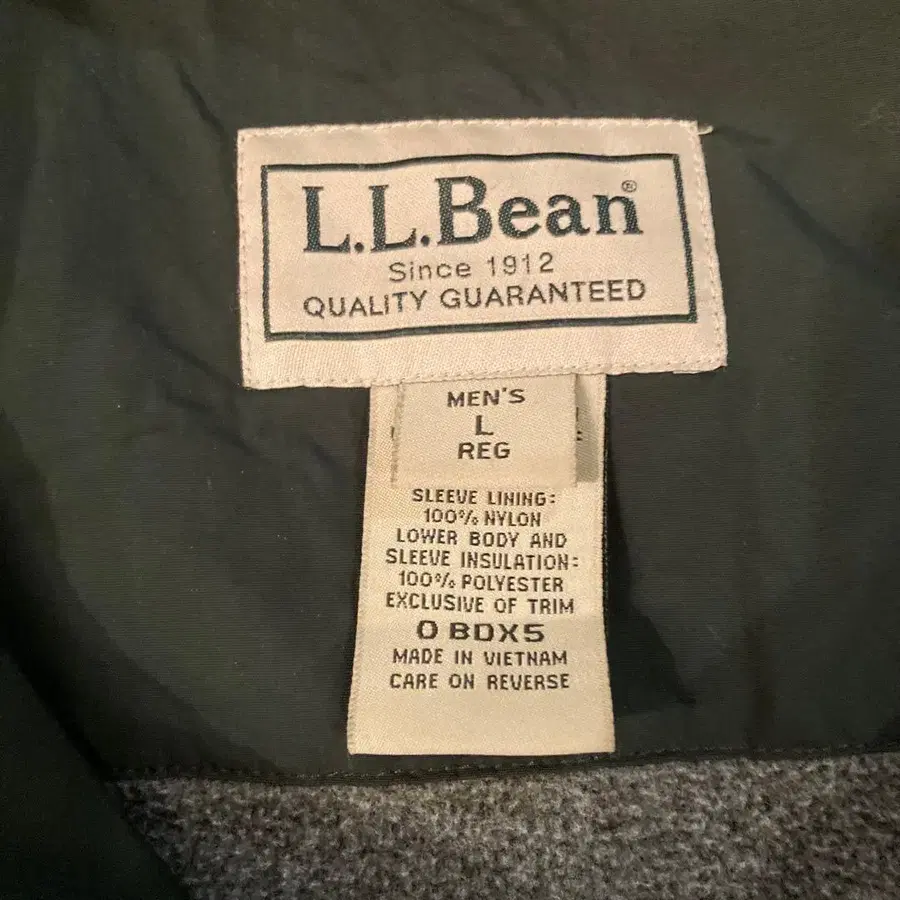 L.L.Bean®
Since 1912
QUALITY GUARANTEED
MEN'S
L
REG
SLEEVE LINING:
100% NYLON
LOWER BODY AND
SLEEVE INSULATION:
100% POLYESTER
EXCLUSIVE OF TRIM
0 BDX5
MADE IN VIETNAM
CARE ON REVERSE